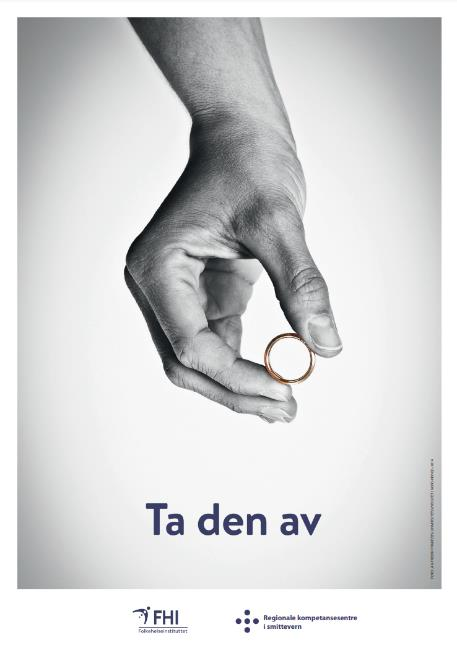 Ta den av
FHI
Folkehelseinstituttet
Regionale kompetansesentre
i smittevern